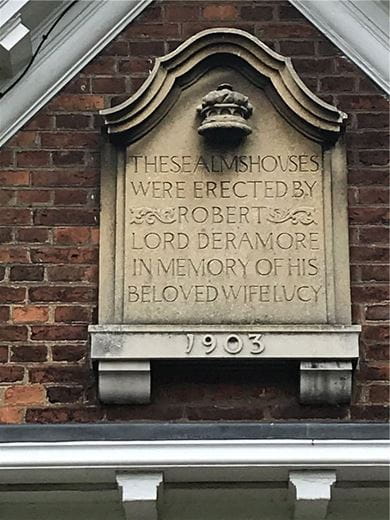 THESE ALMSHOUSES
WERE ERECTED BY
ROBERT
LORD DERAMORE
IN MEMORY OF HIS
BELOVED WIFE LUCY
1903